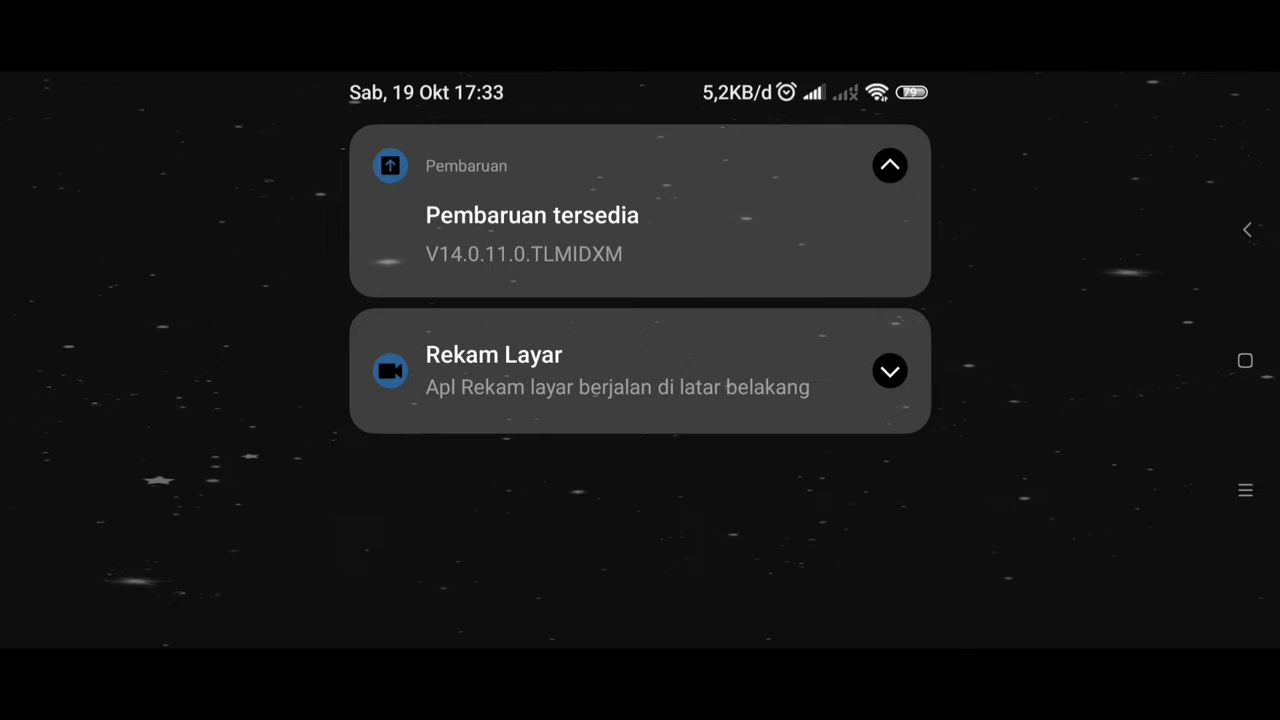 Sab, 19 Okt 17:33 5,2KB/d 79
Pembaruan
Pembaruan tersedia
V14.0.11.0.TLMIDXM
Rekam Layar
Apl Rekam layar berjalan di latar belakang